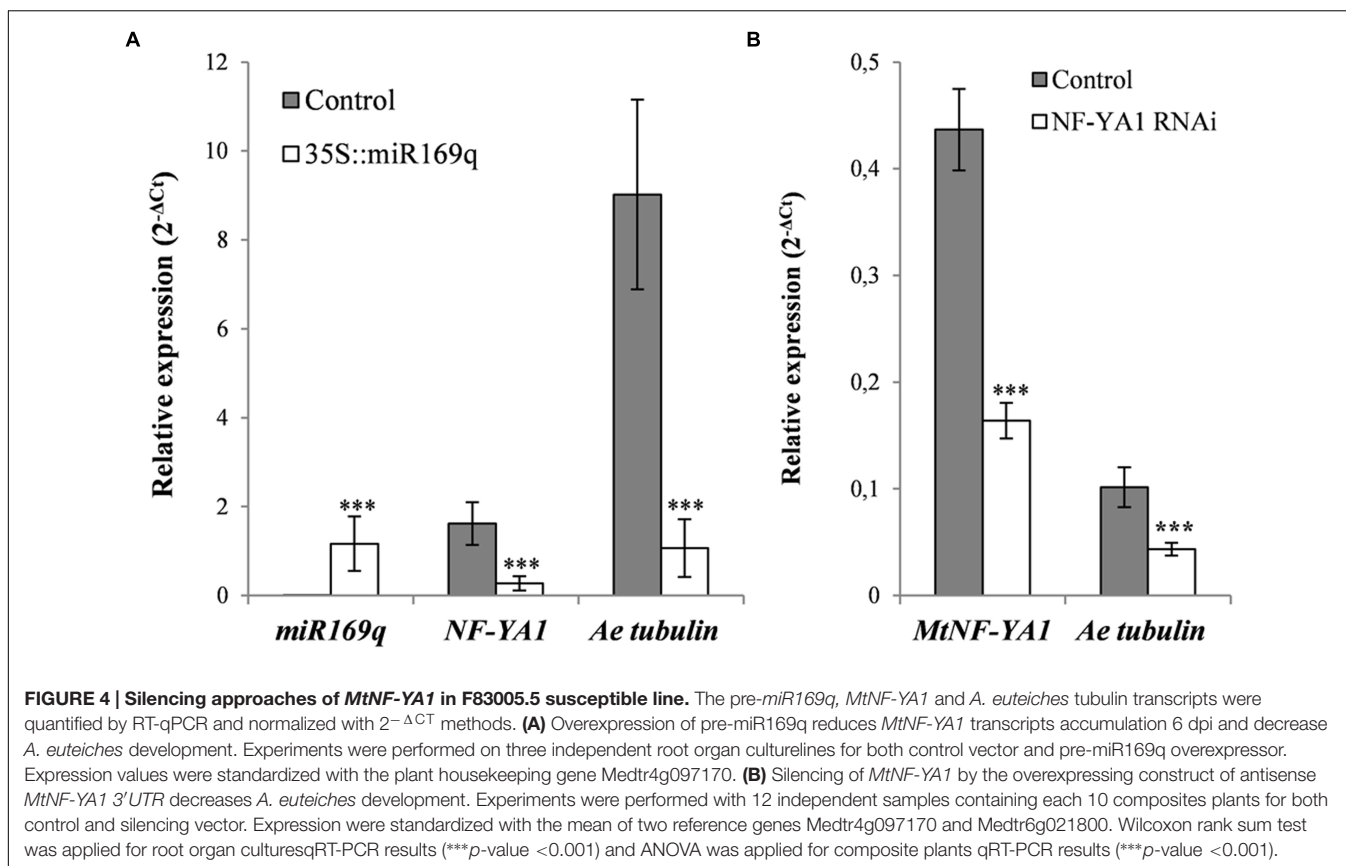 A
12
10
8
6
4
2
0
Relative expression (2-ΔCt)
Control
35S::miR169q
***
***
***
miR169q NF-YA1 Ae tubulin
B
0,5
0,4
0,3
0,2
0,1
0
Relative expression (2-ΔCt)
Control
NF-YA1 RNAi
***
***
MtNF-YA1 Ae tubulin
FIGURE 4 | Silencing approaches of MtNF-YA1 in F83005.5 susceptible line. The pre-miR169q, MtNF-YA1 and A. euteiches tubulin transcripts were
quantified by RT-qPCR and normalized with 2−ΔCT methods. (A) Overexpression of pre-miR169q reduces MtNF-YA1 transcripts accumulation 6 dpi and decrease
A. euteiches development. Experiments were performed on three independent root organ culturelines for both control vector and pre-miR169q overexpressor.
Expression values were standardized with the plant housekeeping gene Medtr4g097170. (B) Silencing of MtNF-YA1 by the overexpressing construct of antisense
MtNF-YA1 3′UTR decreases A. euteiches development. Experiments were performed with 12 independent samples containing each 10 composites plants for both
control and silencing vector. Expression were standardized with the mean of two reference genes Medtr4g097170 and Medtr6g021800. Wilcoxon rank sum test
was applied for root organ culturesqRT-PCR results (***p-value <0.001) and ANOVA was applied for composite plants qRT-PCR results (***p-value <0.001).